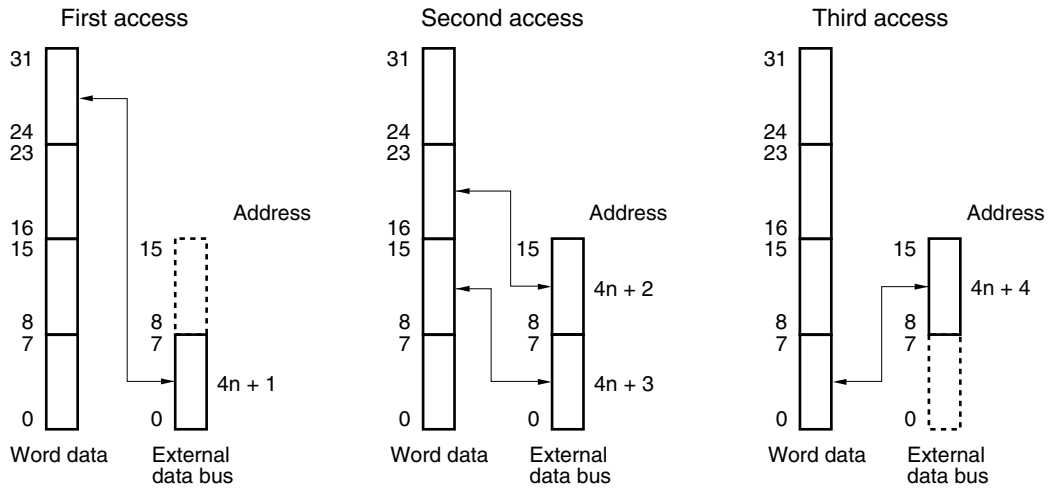 First access
31
24
23
16
15
8
7
0
Address
15
8
7
0
4n + 1
Word data
External
data bus
Second access
31
24
23
16
15
8
7
0
Address
15
8
7
0
4n + 2
4n + 3
Word data
External
data bus
Third access
31
24
23
16
15
8
7
0
Address
15
8
7
0
4n + 4
Word data
External
data bus